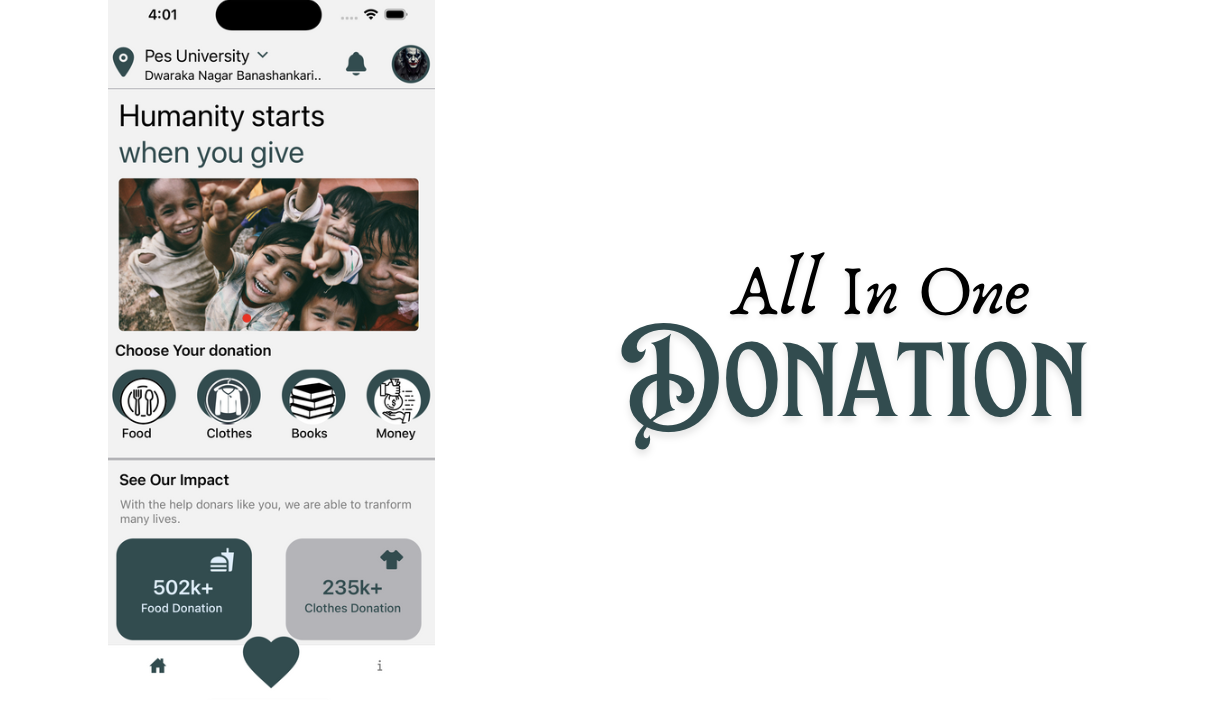 4:01
Pes University
Dwaraka Nagar Banashankari..
Humanity starts
when you give
Choose Your donation
Food Clothes Books Money
See Our Impact
With the help donars like you, we are able to tranform
many lives.
502k+
Food Donation
235k+
Clothes Donation
i
All In One
DONATION